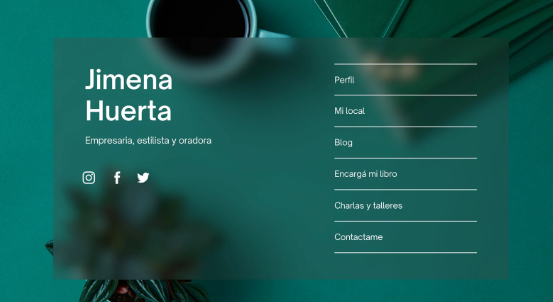 Jimena
Huerta
Empresaria, estilista y oradora
Perfil
Mi local
Blog
Encargá mi libro
Charlas y talleres
Contactame